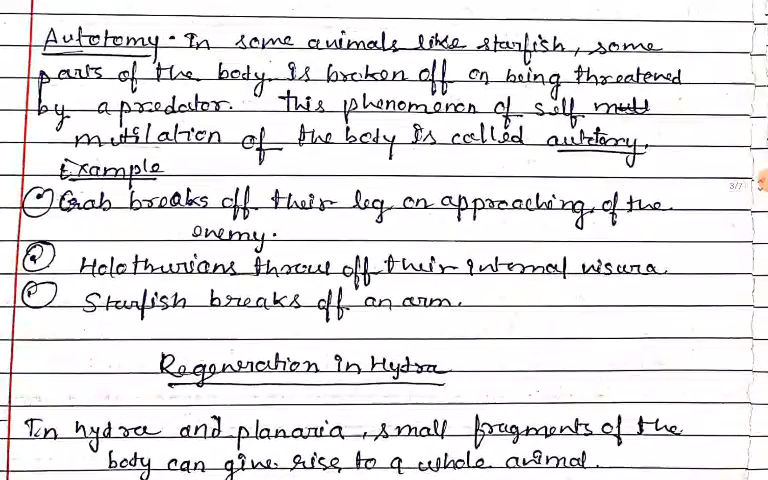 Autotomy - In some animals like starfish, some
parts of the body is broken off on being threatened
by a predator. This phenomenon of self mutt
mutilation of the body is called autotomy.
Example
Crab breaks off their leg on approaching of the
enemy.
3/7
Holothurians throw off their internal viscera.
Starfish breaks off an arm.
Regeneration in Hydra
In hydra and planaria, small fragments of the
body can give rise to a whole animal.